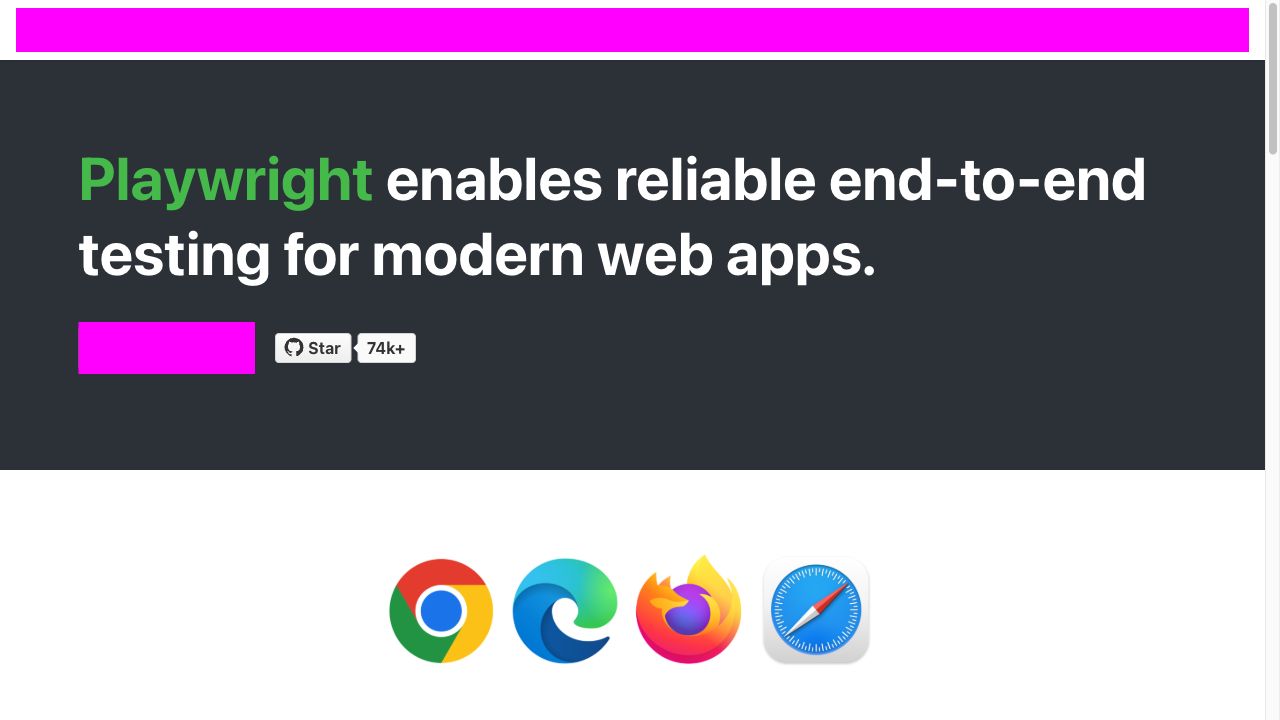 Playwright enables reliable end-to-end
testing for modern web apps.
Star 74k+